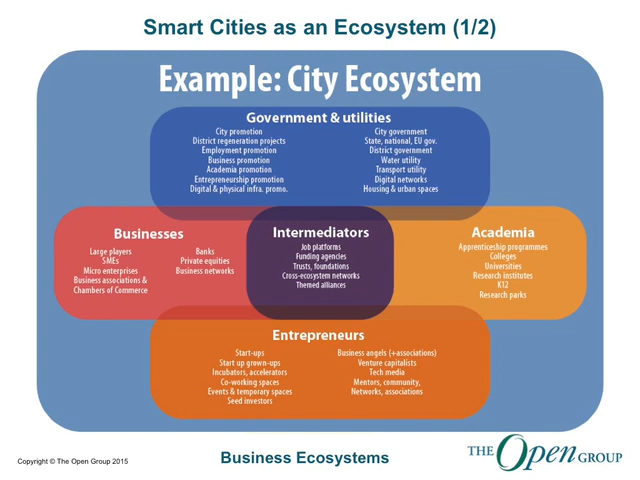 Smart Cities as an Ecosystem (1/2)
Example: City Ecosystem
Government & utilities
City promotion
District regeneration projects
Employment promotion
Business promotion
Academia promotion
Entrepreneurship promotion
Digital & physical infra. promo.
City government
State, national, EU gov.
District government
Water utility
Transport utility
Digital networks
Housing & urban spaces
Businesses
Large players
SMEs
Micro enterprises
Business associations &
Chambers of Commerce
Banks
Private equities
Business networks
Intermediators
Job platforms
Funding agencies
Trusts, foundations
Cross-ecosystem networks
Themed alliances
Academia
Apprenticeship programmes
Colleges
Universities
Research institutes
K12
Research parks
Entrepreneurs
Start-ups
Start up grown-ups
Incubators, accelerators
Co-working spaces
Events & temporary spaces
Seed investors
Business angels (+associations)
Venture capitalists
Tech media
Mentors, community,
Networks, associations
Copyright © The Open Group 2015
Business Ecosystems
THE Open GROUP